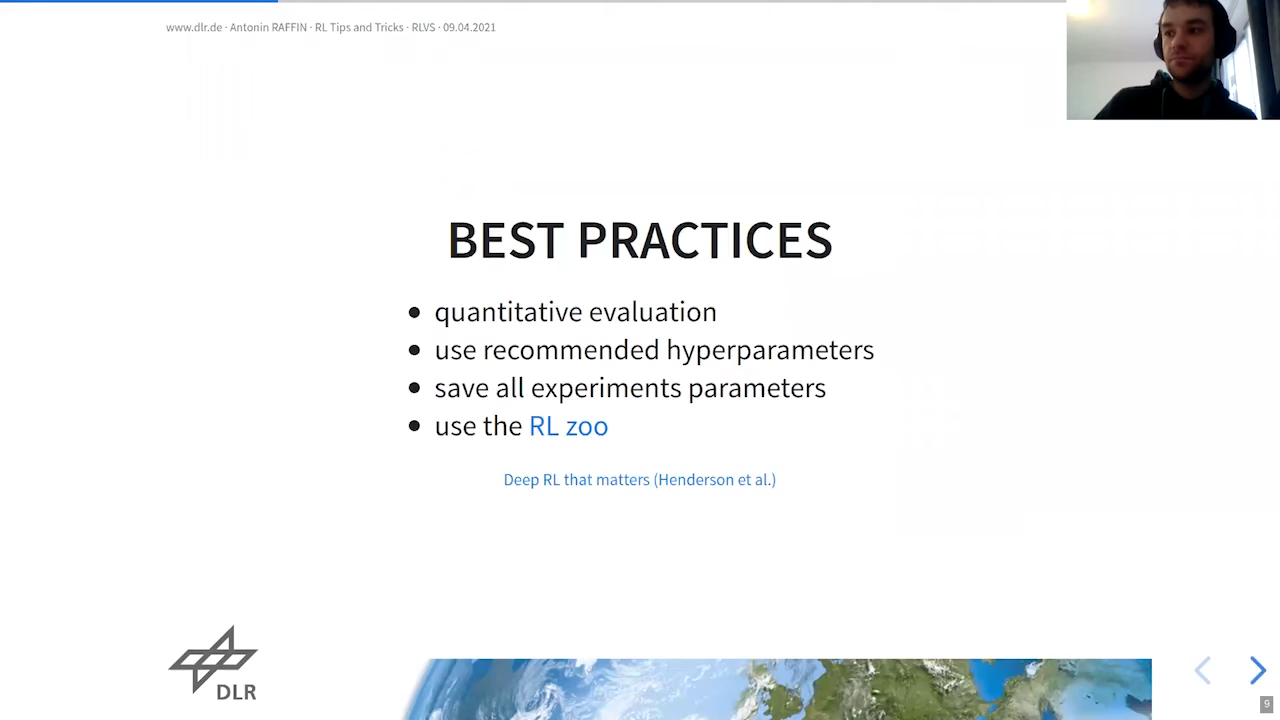 www.dlr.de · Antonin RAFFIN · RL Tips and Tricks · RLVS · 09.04.2021
BEST PRACTICES
• quantitative evaluation
• use recommended hyperparameters
• save all experiments parameters
• use the RL zoo
Deep RL that matters (Henderson et al.)
DLR
9